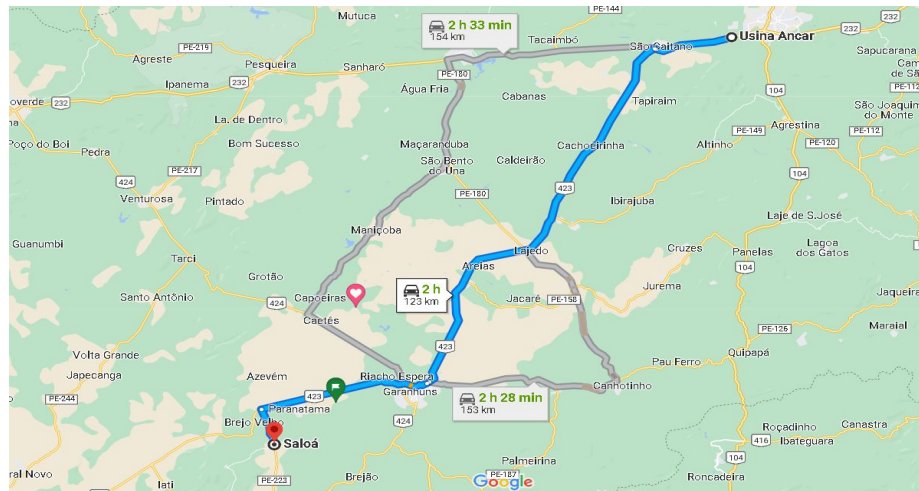 PE-144
Mutuca
2 h 33 min
154 km
Tacaimbó
São Caitano
Usina Ancar
232
PE-219
Agreste
Pesqueira
Sanharó
Sapucarana
Ipanema
232
PE-180
Água Fria
Cabanas
Tapiraim
104
PE-112
overde
232
São Joaquim
do Monte
La. de Dentro
Agrestina
PE-149
PE-112
Poço do Boi
Pedra
Bom Sucesso
Maçaranduba
Cachoeirinha
Altinho
PE-120
São Bento
do Una
Caldeirão
PE-217
424
104
Venturosa
Pintado
PE-180
423
Ibirajuba
Laje de S.José
Maniçoba
Guanumbi
Tarci
Lajedo
Cruzes
Panelas
Lagoa
dos Gatos
Areias
Grotão
2 h
123 km
Jurema
Santo Antônio
424
Capoeiras
Jacaré
PE-158
Jaqueira
Caetés
PE-126
Maraial
423
Volta Grande
Quipapá
Pau Ferro
Japecanga
Azevém
Riacho Espera
Garanhuns
Canhotinho
PE-244
423
2 h 28 min
153 km
Paranatama
Brejo Velho
424
Roçadinho
Canastra
Saloá
416
Ibateguara
Palmeirina
104
ral Novo
Brejão
PE-187
Iati
PE-223
Google
Roncadeira